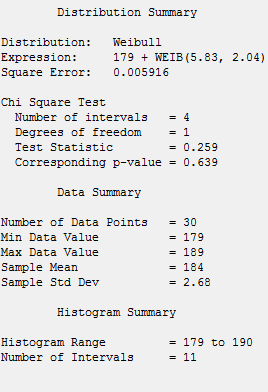 Distribution Summary
Distribution: Weibull
Expression: 179 + WEIB(5.83, 2.04)
Square Error: 0.005916
Chi Square Test
Number of intervals = 4
Degrees of freedom = 1
Test Statistic = 0.259
Corresponding p-value = 0.639
Data Summary
Number of Data Points = 30
Min Data Value = 179
Max Data Value = 189
Sample Mean = 184
Sample Std Dev = 2.68
Histogram Summary
Histogram Range = 179 to 190
Number of Intervals = 11